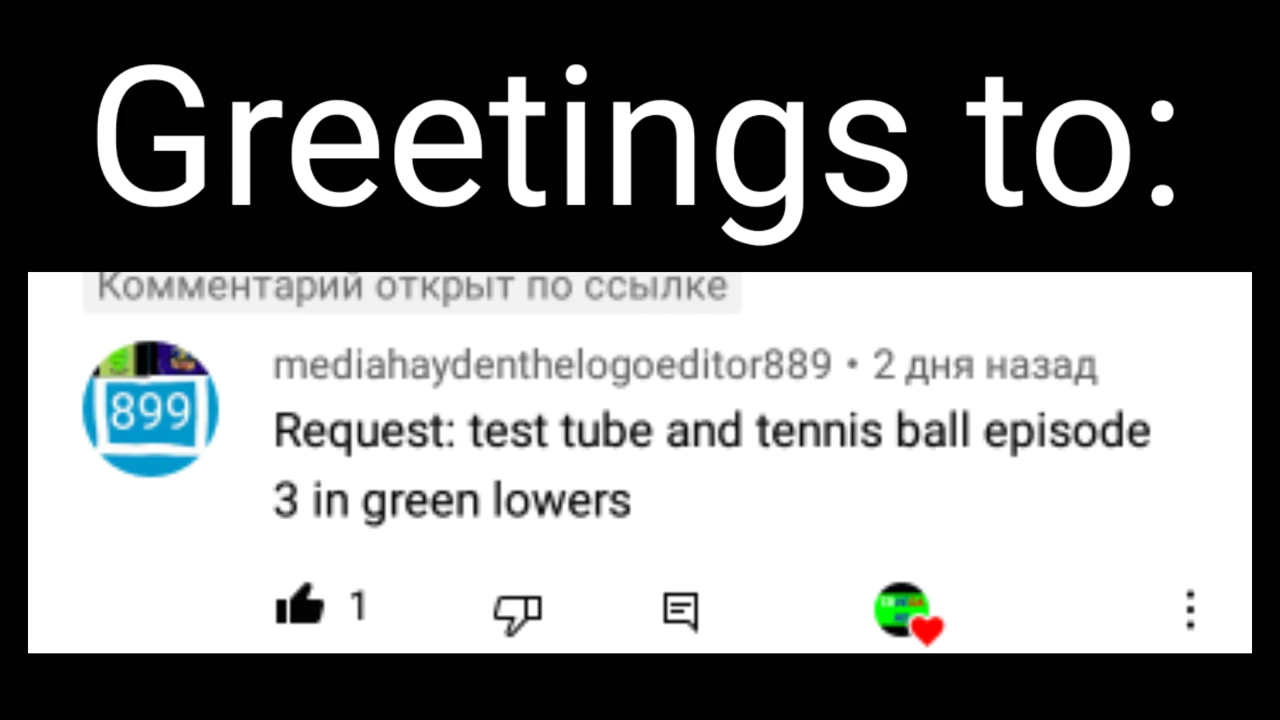 Greetings to:
Комментарий открыт по ссылке
899
mediahaydenthelogoeditor889 • 2 дня назад
Request: test tube and tennis ball episode
3 in green lowers
1